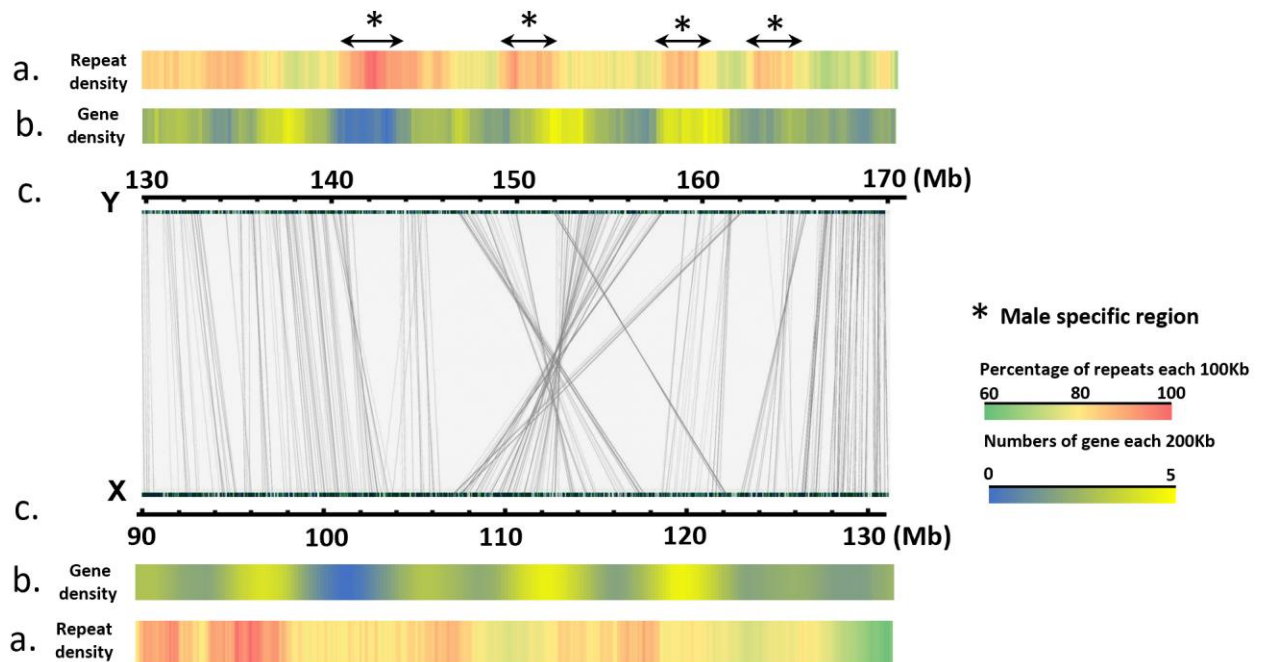 * * * *
a. Repeat
density
b. Gene
density
c. 130 140 150 160 170 (Mb)
Y
* Male specific region
Percentage of repeats each 100Kb
60 80 100
Numbers of gene each 200Kb
0 5
X
c.
90 100 110 120 130 (Mb)
b. Gene
density
a. Repeat
density